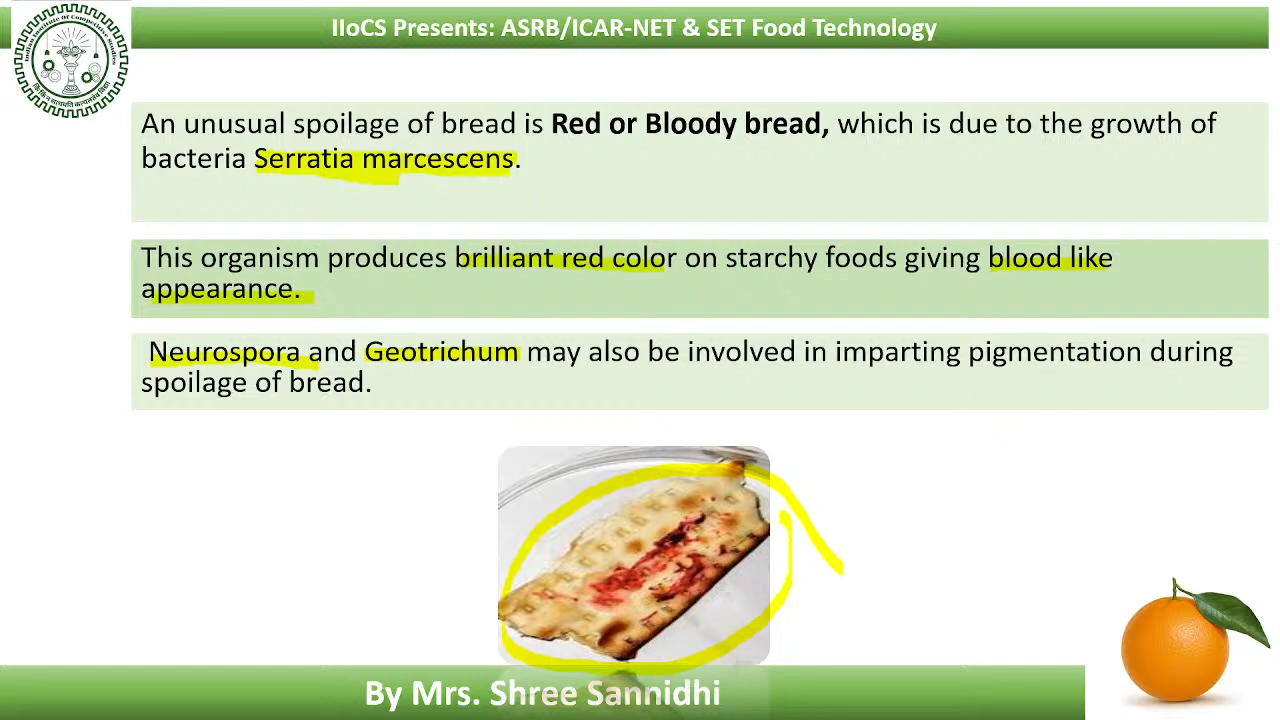 IIoCS Presents: ASRB/ICAR-NET & SET Food Technology
An unusual spoilage of bread is Red or Bloody bread, which is due to the growth of
bacteria Serratia marcescens.
This organism produces brilliant red color on starchy foods giving blood like
appearance.
Neurospora and Geotrichum may also be involved in imparting pigmentation during
spoilage of bread.
By Mrs. Shree Sannidhi